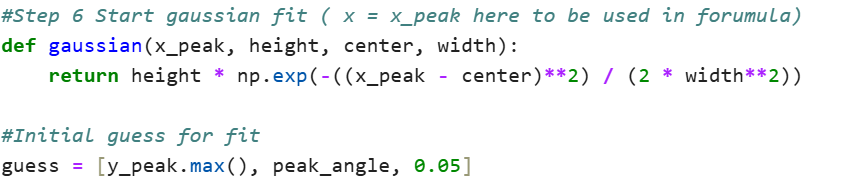 #Step 6 Start gaussian fit ( x = x_peak here to be used in forumula)
def gaussian(x_peak, height, center, width):
    return height * np.exp(-((x_peak - center)**2) / (2 * width**2))
#Initial guess for fit
guess = [y_peak.max(), peak_angle, 0.05]